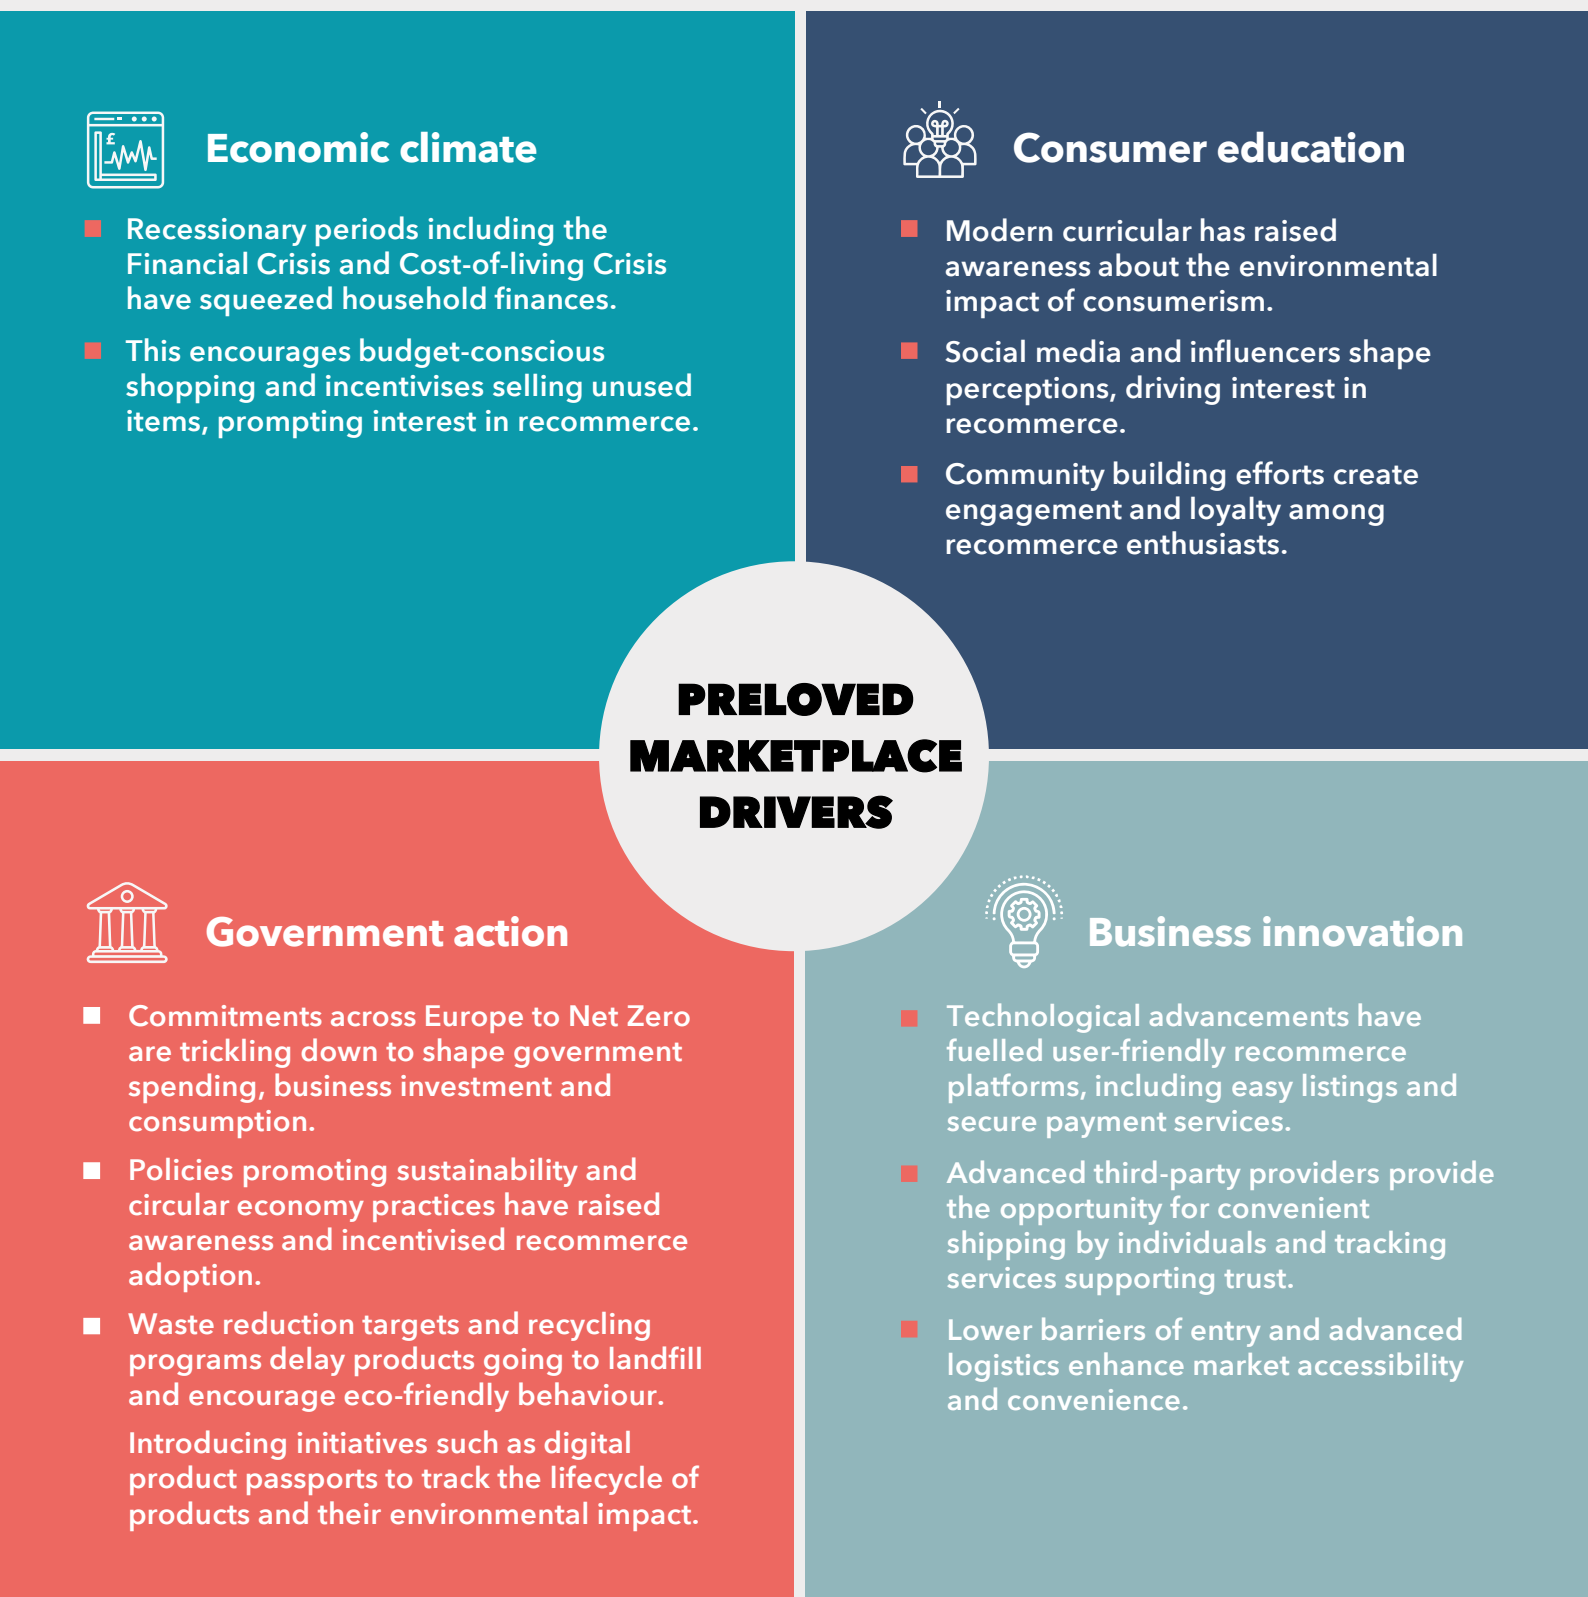 Economic climate
Recessionary periods including the
Financial Crisis and Cost-of-living Crisis
have squeezed household finances.
This encourages budget-conscious
shopping and incentivises selling unused
items, prompting interest in recommerce.
Consumer education
Modern curricular has raised
awareness about the environmental
impact of consumerism.
Social media and influencers shape
perceptions, driving interest in
recommerce.
Community building efforts create
engagement and loyalty among
recommerce enthusiasts.
PRELOVED
MARKETPLACE
DRIVERS
Government action
Commitments across Europe to Net Zero
are trickling down to shape government
spending, business investment and
consumption.
Policies promoting sustainability and
circular economy practices have raised
awareness and incentivised recommerce
adoption.
Waste reduction targets and recycling
programs delay products going to landfill
and encourage eco-friendly behaviour.
Introducing initiatives such as digital
product passports to track the lifecycle of
products and their environmental impact.
Business innovation
Technological advancements have
fuelled user-friendly recommerce
platforms, including easy listings and
secure payment services.
Advanced third-party providers provide
the opportunity for convenient
shipping by individuals and tracking
services supporting trust.
Lower barriers of entry and advanced
logistics enhance market accessibility
and convenience.
£